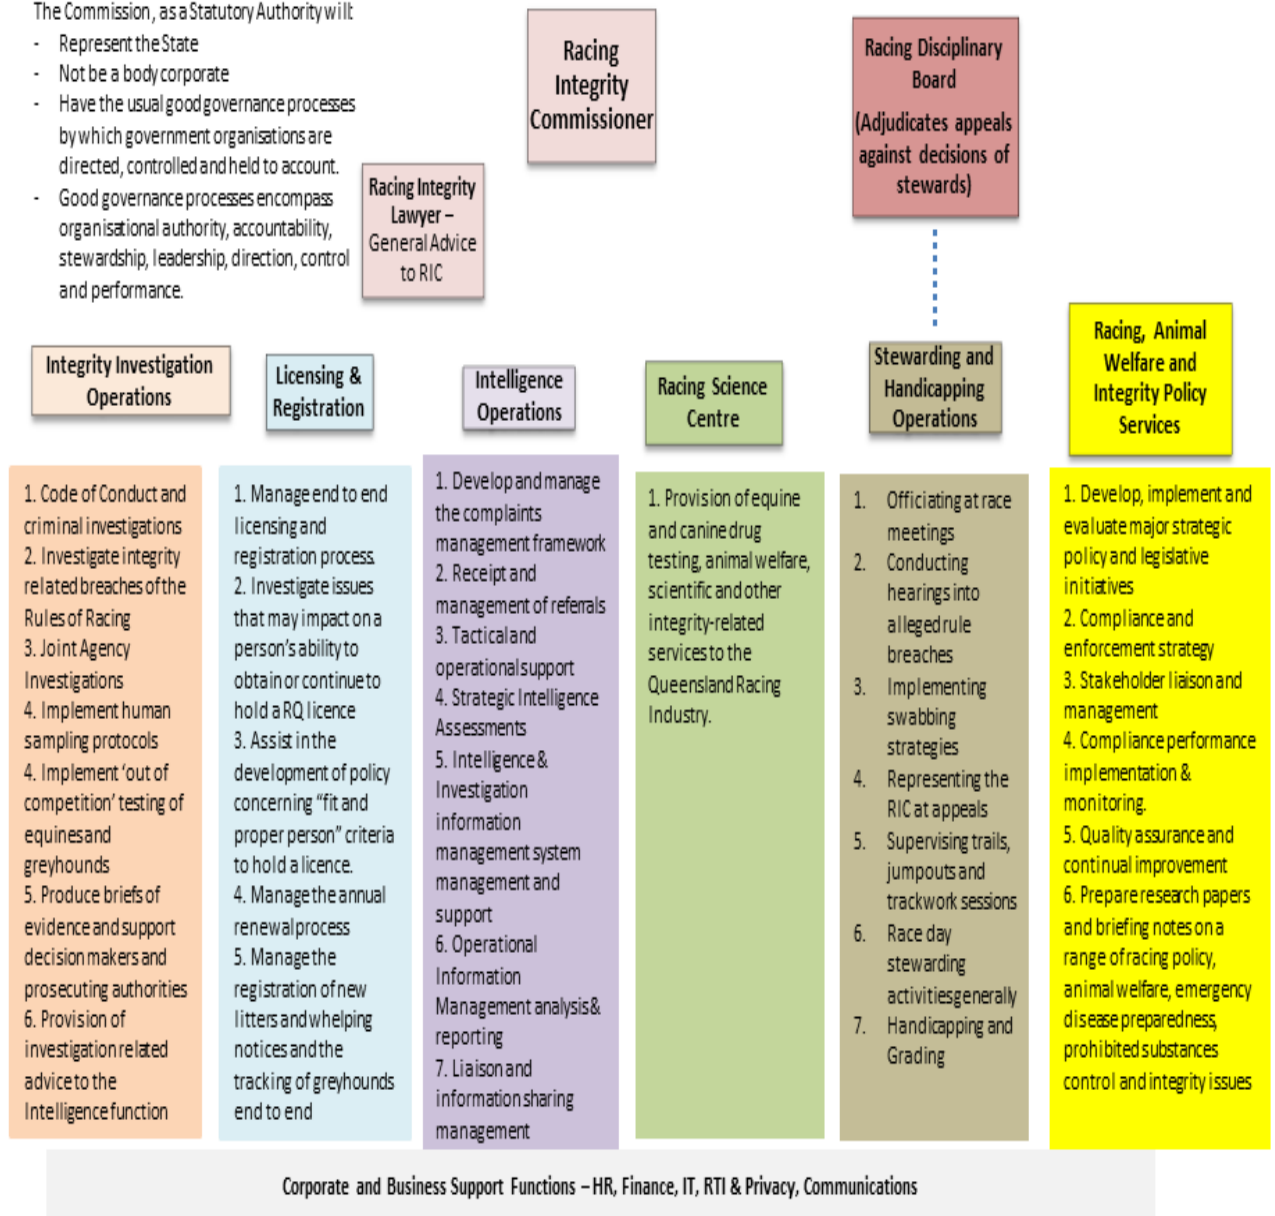 The Commission, as a Statutory Authority will:
- Represent the State
- Not be a body corporate
- Have the usual good governance processes
by which government organisations are
directed, controlled and held to account.
- Good governance processes encompass
organisational authority, accountability,
stewardship, leadership, direction, control
and performance.
Racing
Integrity
Commissioner
Racing Disciplinary
Board
(Adjudicates appeals
against decisions of
stewards)
Racing Integrity
Lawyer –
General Advice
to RIC
Integrity Investigation
Operations
1. Code of Conduct and
criminal investigations
2. Investigate integrity
related breaches of the
Rules of Racing
3. Joint Agency
Investigations
4. Implement human
sampling protocols
4. Implement ‘out of
competition’ testing of
equines and
greyhounds
5. Produce briefs of
evidence and support
decision makers and
prosecuting authorities
6. Provision of
investigation related
advice to the
Intelligence function
Licensing &
Registration
1. Manage end to end
licensing and
registration process.
2. Investigate issues
that may impact on a
person’s ability to
obtain or continue to
hold a RQ licence
3. Assist in the
development of policy
concerning “fit and
proper person” criteria
to hold a licence.
4. Manage the annual
renewal process
5. Manage the
registration of new
litters and whelping
notices and the
tracking of greyhounds
end to end
Intelligence
Operations
1. Develop and manage
the complaints
management framework
2. Receipt and
management of referrals
3. Tactical and
operational support
4. Strategic Intelligence
Assessments
5. Intelligence &
Investigation
information
management system
management and
support
6. Operational
Information
Management analysis &
reporting
7. Liaison and
information sharing
management
Racing Science
Centre
1. Provision of equine
and canine drug
testing, animal welfare,
scientific and other
integrity-related
services to the
Queensland Racing
Industry.
Stewarding and
Handicapping
Operations
1. Officiating at race
meetings
2. Conducting
hearings into
alleged rule
breaches
3. Implementing
swabbing
strategies
4. Representing the
RIC at appeals
5. Supervising trails,
jumpouts and
trackwork sessions
6. Race day
stewarding
activities generally
7. Handicapping and
Grading
Racing, Animal
Welfare and
Integrity Policy
Services
1. Develop, implement and
evaluate major strategic
policy and legislative
initiatives
2. Compliance and
enforcement strategy
3. Stakeholder liaison and
management
4. Compliance performance
implementation &
monitoring.
5. Quality assurance and
continual improvement
6. Prepare research papers
and briefing notes on a
range of racing policy,
animal welfare, emergency
disease preparedness,
prohibited substances
control and integrity issues
Corporate and Business Support Functions – HR, Finance, IT, RTI & Privacy, Communications